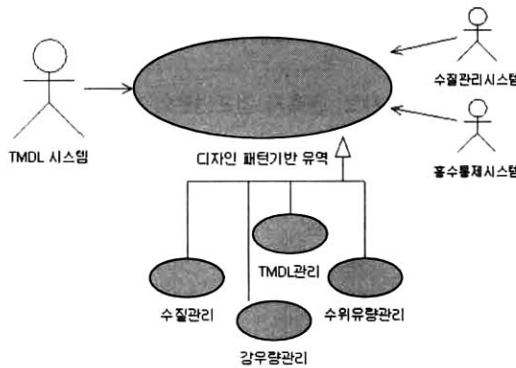 수질관리시스템
TMDL 시스템
홍수통제시스템
디자인 패턴기반 유역
TMDL관리
수질관리
수위유량관리
강우량관리